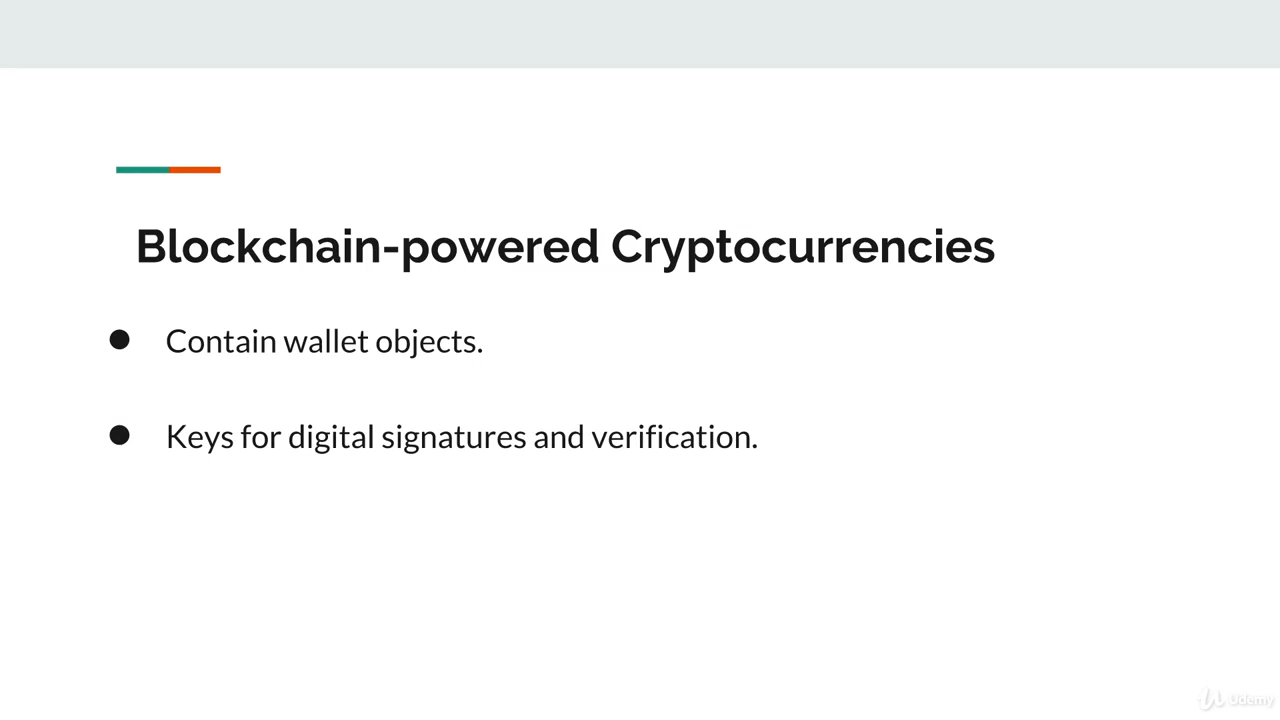 Blockchain-powered Cryptocurrencies
● Contain wallet objects.
● Keys for digital signatures and verification.
Udemy